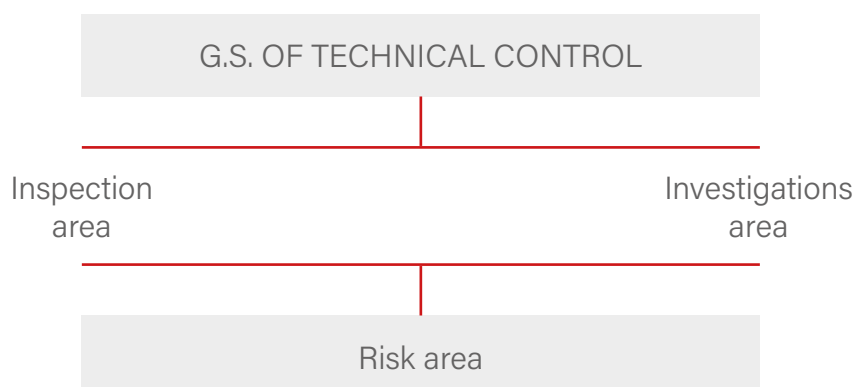 G.S. OF TECHNICAL CONTROL
Inspection
area
Investigations
area
Risk area